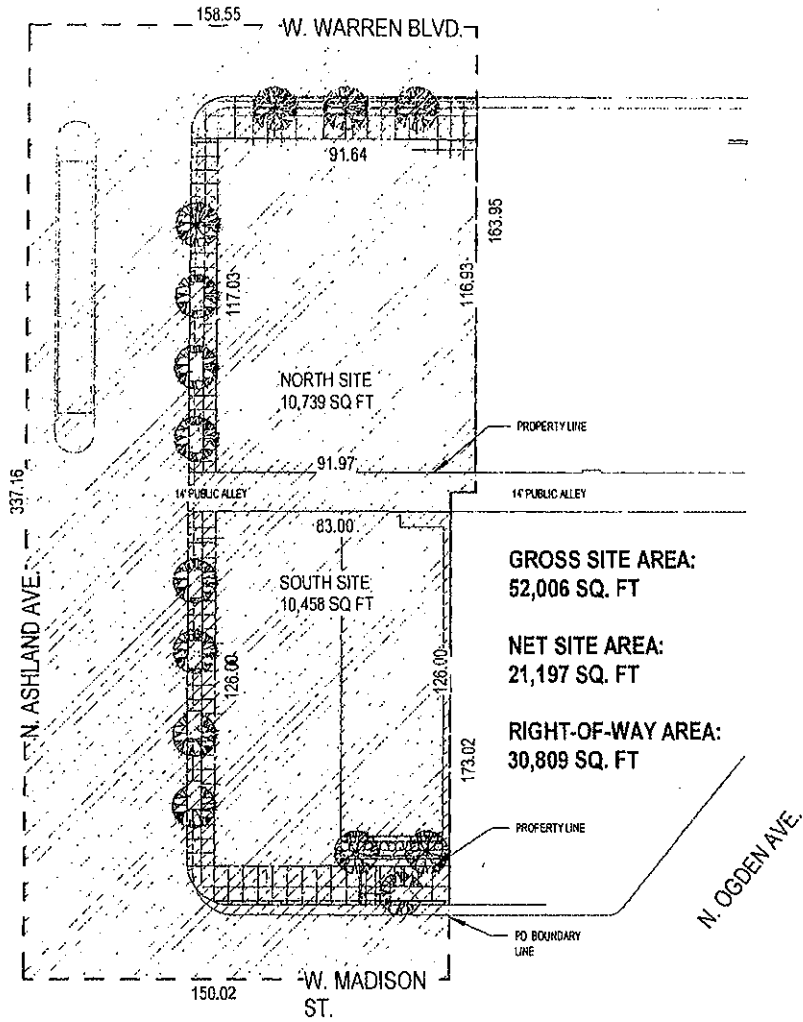 158.55
W. WARREN BLVD.
91.64
163.95
117.03
116.93
NORTH SITE
10,739 SQ FT
PROPERTY LINE
91.97
337.16
14' PUBLIC ALLEY
14' PUBLIC ALLEY
83.00
SOUTH SITE
10,458 SQ FT
GROSS SITE AREA:
52,006 SQ. FT
NET SITE AREA:
21,197 SQ. FT
RIGHT-OF-WAY AREA:
30,809 SQ. FT
N. ASHLAND AVE.
126.00
126.00
173.02
PROPERTY LINE
N. OGDEN AVE.
PD BOUNDARY
LINE
150.02
W. MADISON
ST.